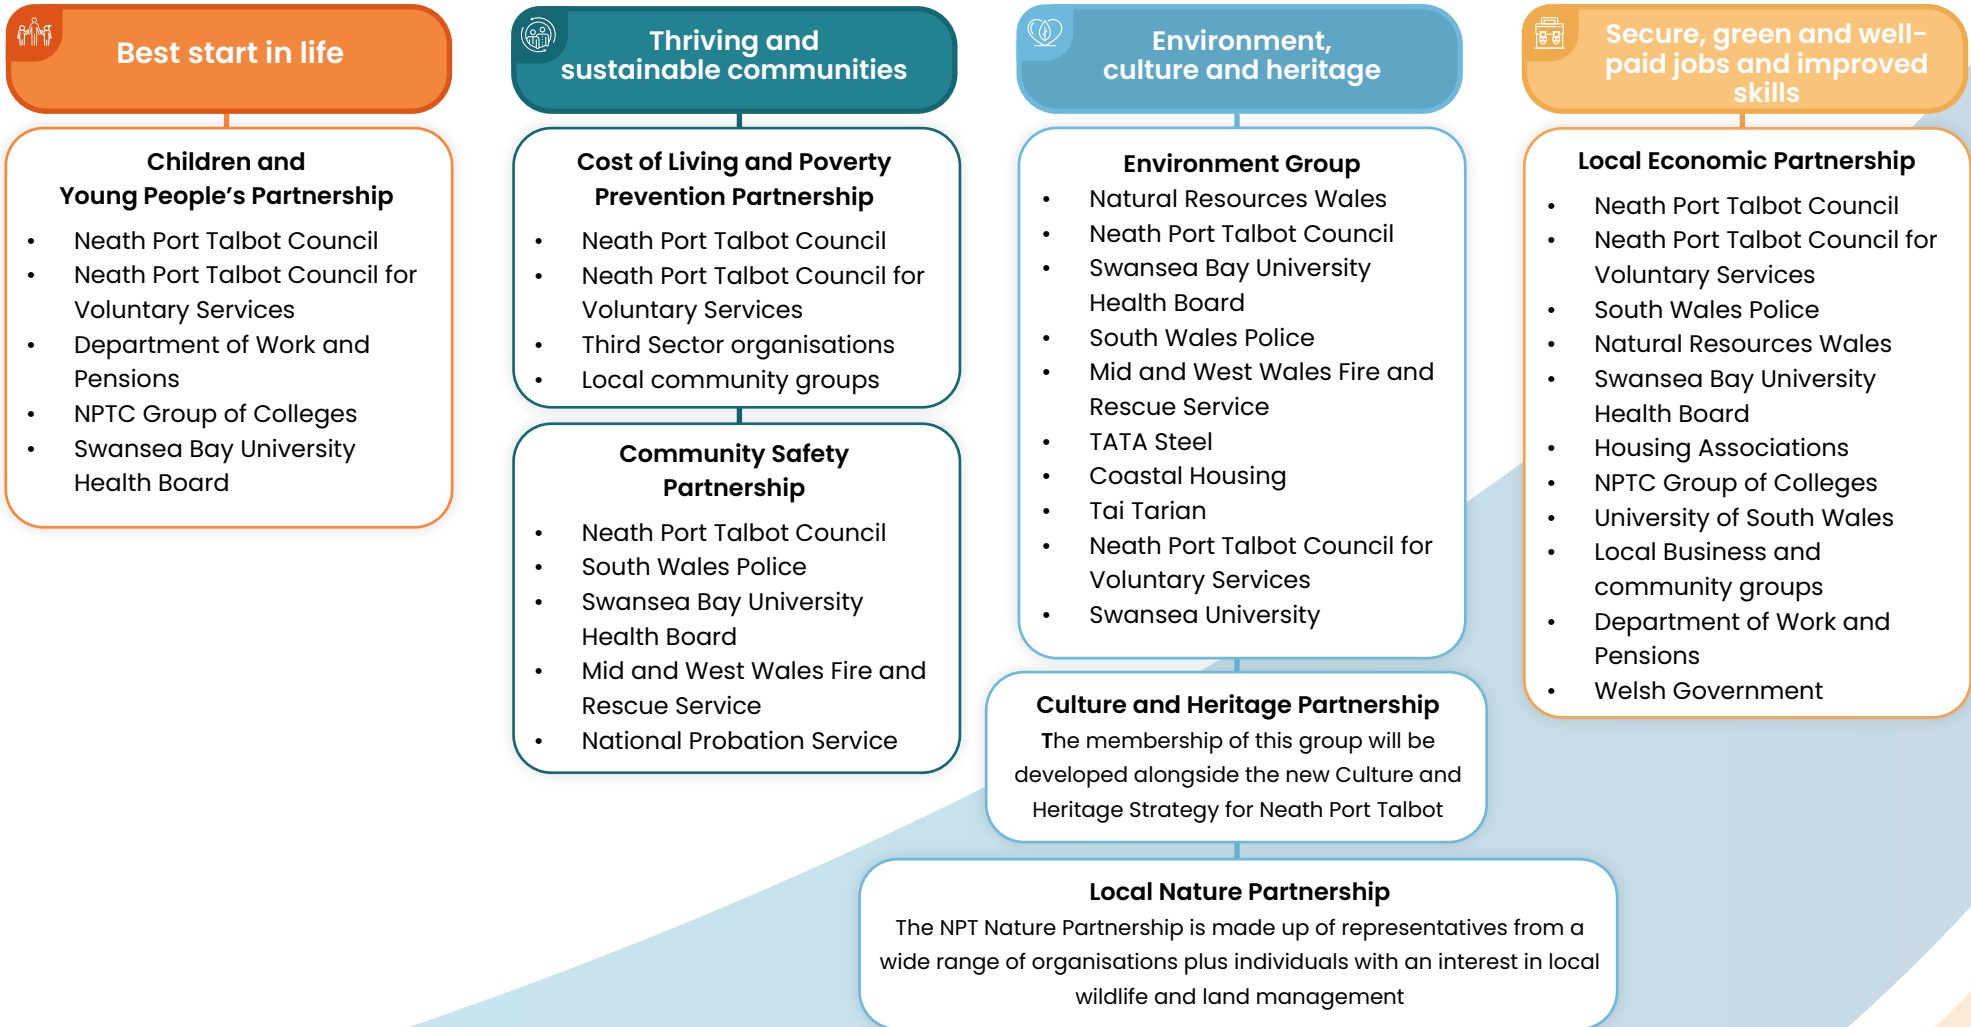 Best start in life
Children and
Young People’s Partnership
• Neath Port Talbot Council
• Neath Port Talbot Council for
Voluntary Services
• Department of Work and
Pensions
• NPTC Group of Colleges
• Swansea Bay University
Health Board
Thriving and
sustainable communities
Cost of Living and Poverty
Prevention Partnership
• Neath Port Talbot Council
• Neath Port Talbot Council for
Voluntary Services
• Third Sector organisations
• Local community groups
Community Safety
Partnership
• Neath Port Talbot Council
• South Wales Police
• Swansea Bay University
Health Board
• Mid and West Wales Fire and
Rescue Service
• National Probation Service
Environment,
culture and heritage
Environment Group
• Natural Resources Wales
• Neath Port Talbot Council
• Swansea Bay University
Health Board
• South Wales Police
• Mid and West Wales Fire and
Rescue Service
• TATA Steel
• Coastal Housing
• Tai Tarian
• Neath Port Talbot Council for
Voluntary Services
• Swansea University
Culture and Heritage Partnership
The membership of this group will be
developed alongside the new Culture and
Heritage Strategy for Neath Port Talbot
Local Nature Partnership
The NPT Nature Partnership is made up of representatives from a
wide range of organisations plus individuals with an interest in local
wildlife and land management
Secure, green and well-
paid jobs and improved
skills
Local Economic Partnership
• Neath Port Talbot Council
• Neath Port Talbot Council for
Voluntary Services
• South Wales Police
• Natural Resources Wales
• Swansea Bay University
Health Board
• Housing Associations
• NPTC Group of Colleges
• University of South Wales
• Local Business and
community groups
• Department of Work and
Pensions
• Welsh Government